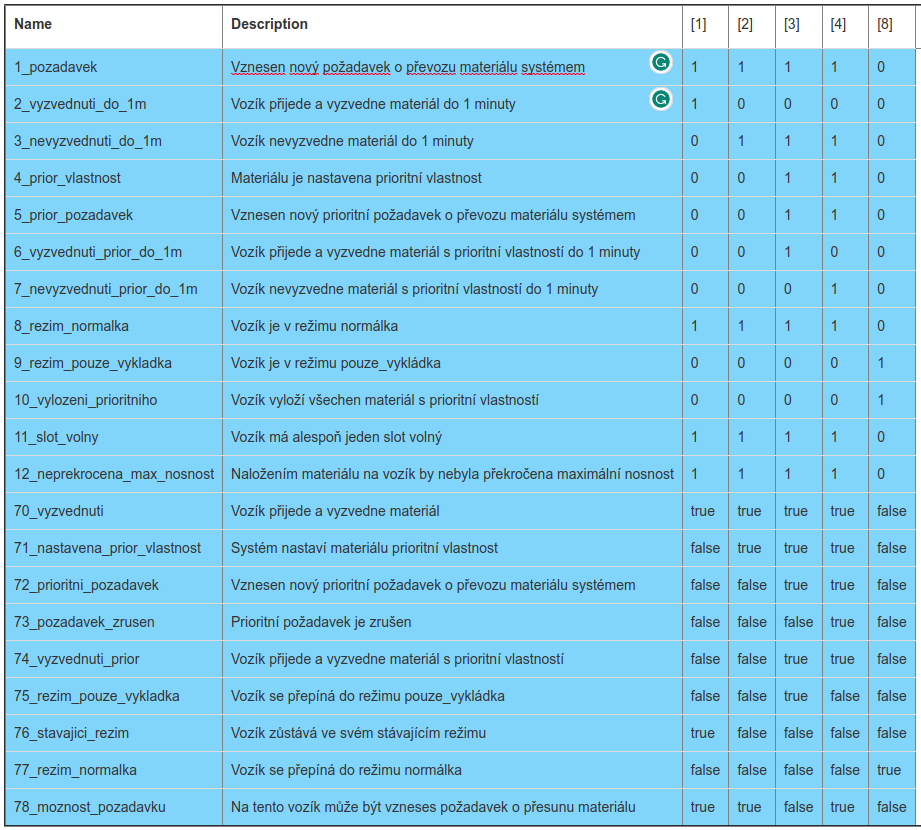 Name Description [1] [2] [3] [4] [8]
1_pozadavek Vznesen nový požadavek o převozu materiálu systémem 1 1 1 1 0
2_vyzvednuti_do_1m Vozík přijede a vyzvedne materiál do 1 minuty 1 0 0 0 0
3_nevyzvednuti_do_1m Vozík nevyzvedne materiál do 1 minuty 0 1 1 1 0
4_prior_vlastnost Materiálu je nastavena prioritní vlastnost 0 0 1 1 0
5_prior_pozadavek Vznesen nový prioritní požadavek o převozu materiálu systémem 0 0 1 1 0
6_vyzvednuti_prior_do_1m Vozík přijede a vyzvedne materiál s prioritní vlastností do 1 minuty 0 0 1 0 0
7_nevyzvednuti_prior_do_1m Vozík nevyzvedne materiál s prioritní vlastností do 1 minuty 0 0 0 1 0
8_rezim_normalka Vozík je v režimu normálka 1 1 1 1 0
9_rezim_pouze_vykladka Vozík je v režimu pouze_vykládka 0 0 0 0 1
10_vylozeni_prioritniho Vozík vyloží všechen materiál s prioritní vlastností 0 0 0 0 1
11_slot_volny Vozík má alespoň jeden slot volný 1 1 1 1 0
12_neprekrocena_max_nosnost Naložením materiálu na vozík by nebyla překročena maximální nosnost 1 1 1 1 0
70_vyzvednuti Vozík přijede a vyzvedne materiál true true true true false
71_nastavena_prior_vlastnost Systém nastaví materiálu prioritní vlastnost false true true true false
72_prioritni_pozadavek Vznesen nový prioritní požadavek o převozu materiálu systémem false false true true false
73_pozadavek_zrusen Prioritní požadavek je zrušen false false false true false
74_vyzvednuti_prior Vozík přijede a vyzvedne materiál s prioritní vlastností false false true true false
75_rezim_pouze_vykladka Vozík se přepíná do režimu pouze_vykládka false false true false false
76_stavajici_rezim Vozík zůstává ve svém stávajícím režimu true false false false false
77_rezim_normalka Vozík se přepíná do režimu normálka false false false false true
78_moznost_pozadavku Na tento vozík může být vzneses požadavek o přesunu materiálu true true false true false